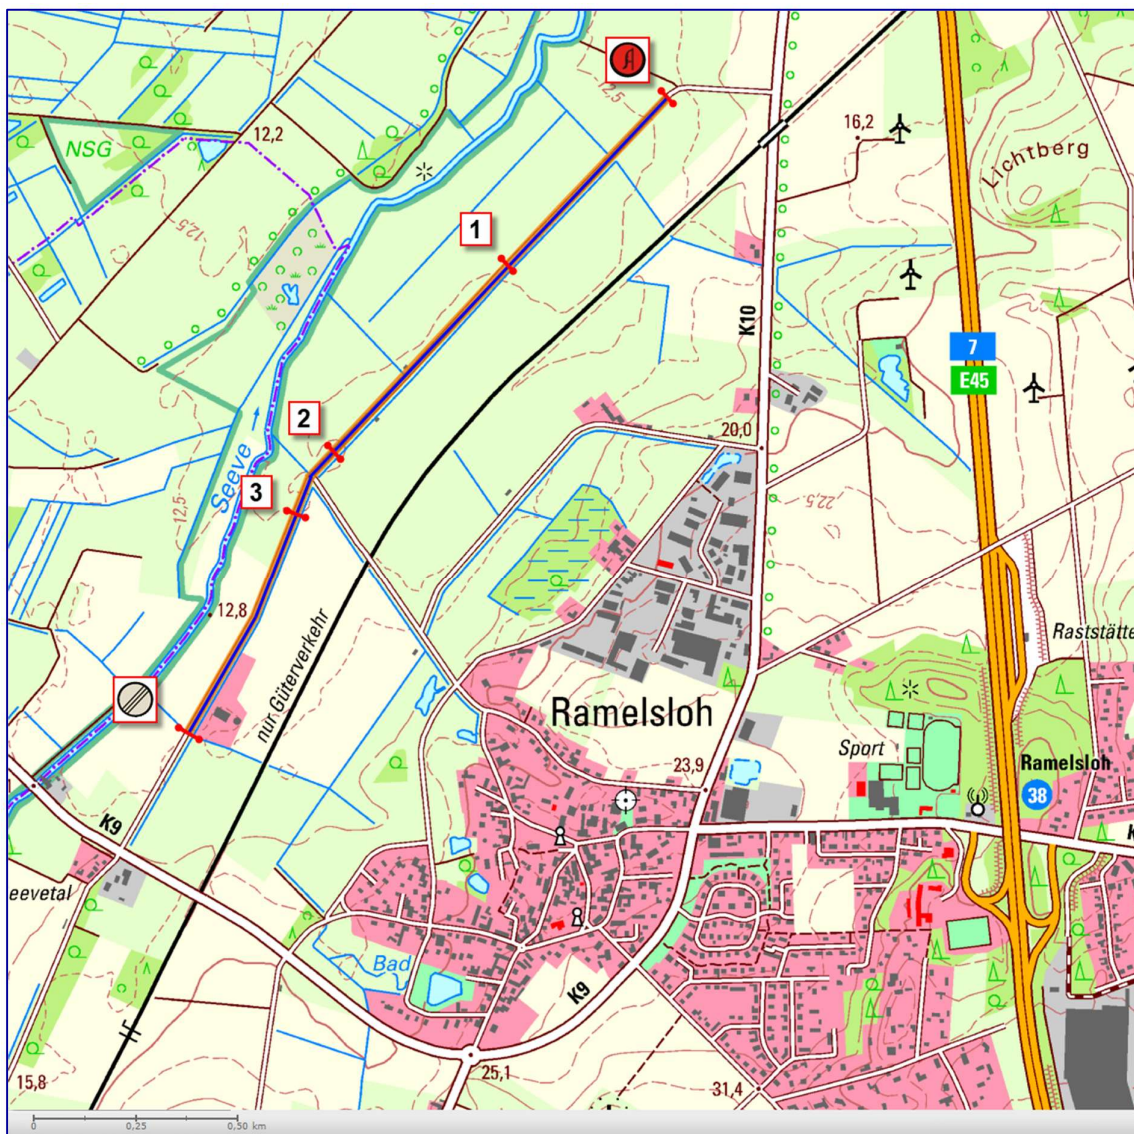 A
12,5
16,2
12,2
NSG
Lichtberg
1
12,5
K10
7
E45
2
20,0
3
Seeve
12,5
22,5
12,8
nur Güterverkehr
Raststätte
Ramelsloh
Sport
23,9
Ramelsloh
38
K9
K
eevetal
Bad
K9
25,1
15,8
31,4
0
0,25
0,50 km